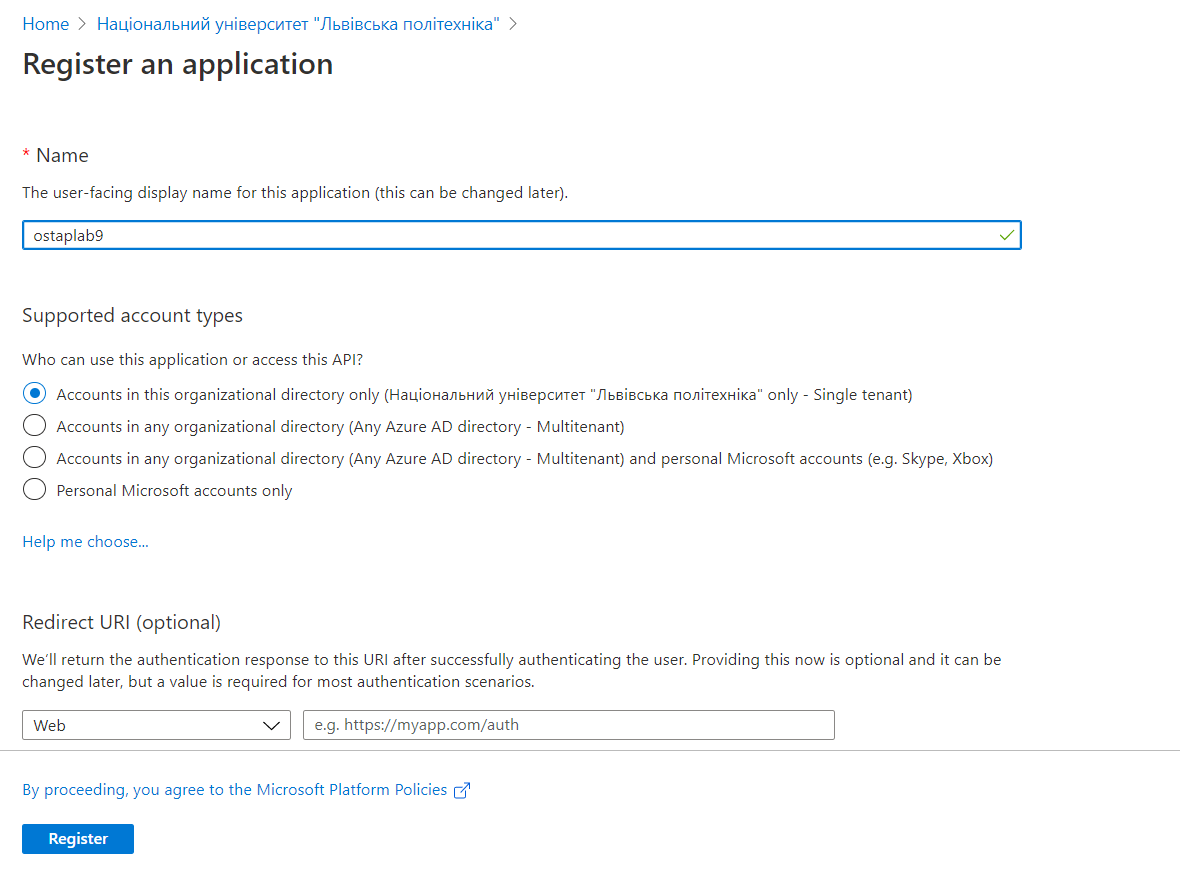 Home > Національний університет "Львівська політехніка" >
Register an application
* Name
The user-facing display name for this application (this can be changed later).
ostaplab9
Supported account types
Who can use this application or access this API?
Accounts in this organizational directory only (Національний університет "Львівська політехніка" only - Single tenant)
Accounts in any organizational directory (Any Azure AD directory - Multitenant)
Accounts in any organizational directory (Any Azure AD directory - Multitenant) and personal Microsoft accounts (e.g. Skype, Xbox)
Personal Microsoft accounts only
Help me choose...
Redirect URI (optional)
We'll return the authentication response to this URI after successfully authenticating the user. Providing this now is optional and it can be
changed later, but a value is required for most authentication scenarios.
Web e.g. https://myapp.com/auth
By proceeding, you agree to the Microsoft Platform Policies
Register